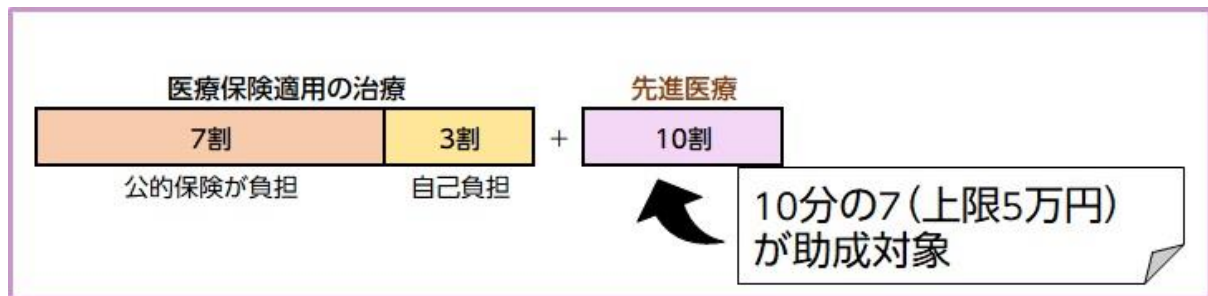 医療保険適用の治療
先進医療
7割
3割
+
10割
公的保険が負担
自己負担
10分の7(上限5万円)
が助成対象